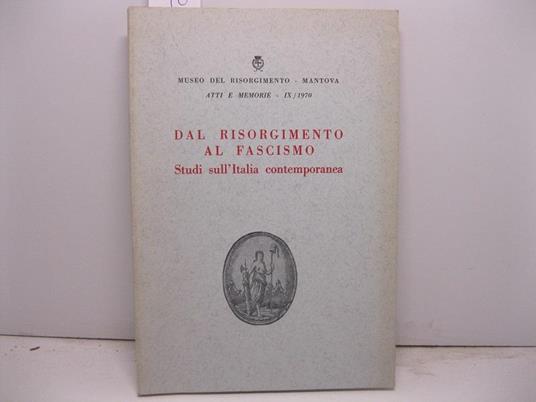 MUSEO DEL RISORGIMENTO - MANTOVA
ATTI E MEMORIE - IX/1970
DAL RISORGIMENTO
AL FASCISMO
Studi sull'Italia contemporanea